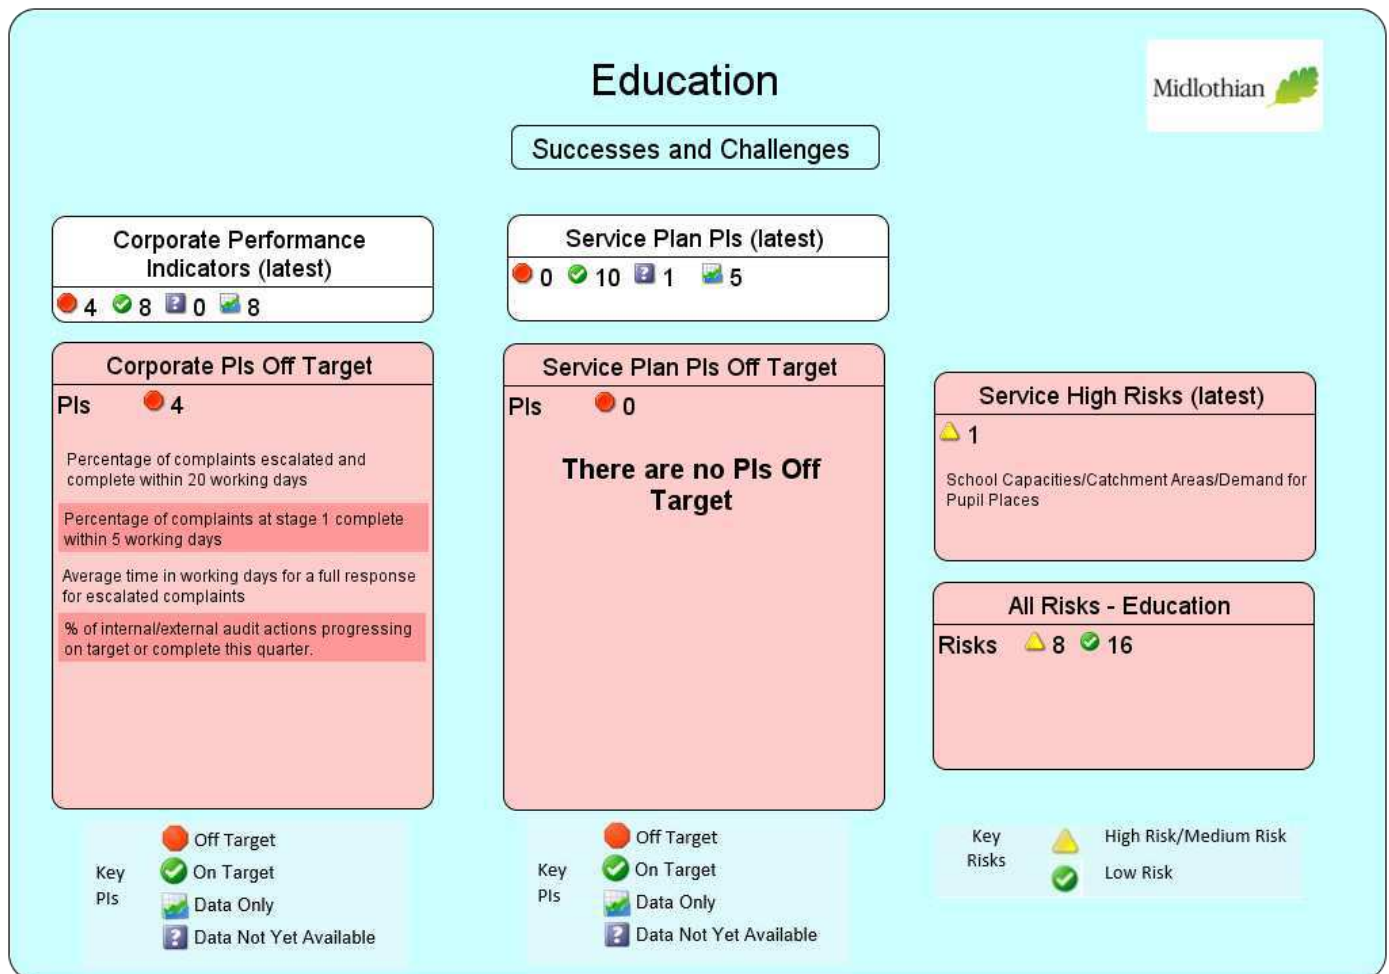 Education
Midlothian
Successes and Challenges
Corporate Performance
Indicators (latest)
4 8 ? 0 8
Service Plan PIs (latest)
0 10 ? 1 5
Corporate PIs Off Target
PIs 4
Percentage of complaints escalated and
complete within 20 working days
Percentage of complaints at stage 1 complete
within 5 working days
Average time in working days for a full response
for escalated complaints
% of internal/external audit actions progressing
on target or complete this quarter.
Service Plan PIs Off Target
PIs 0
There are no PIs Off
Target
Service High Risks (latest)
1
School Capacities/Catchment Areas/Demand for
Pupil Places
All Risks - Education
Risks 8 16
Key
PIs
Off Target
On Target
Data Only
? Data Not Yet Available
Key
PIs
Off Target
On Target
Data Only
? Data Not Yet Available
Key
Risks
High Risk/Medium Risk
Low Risk